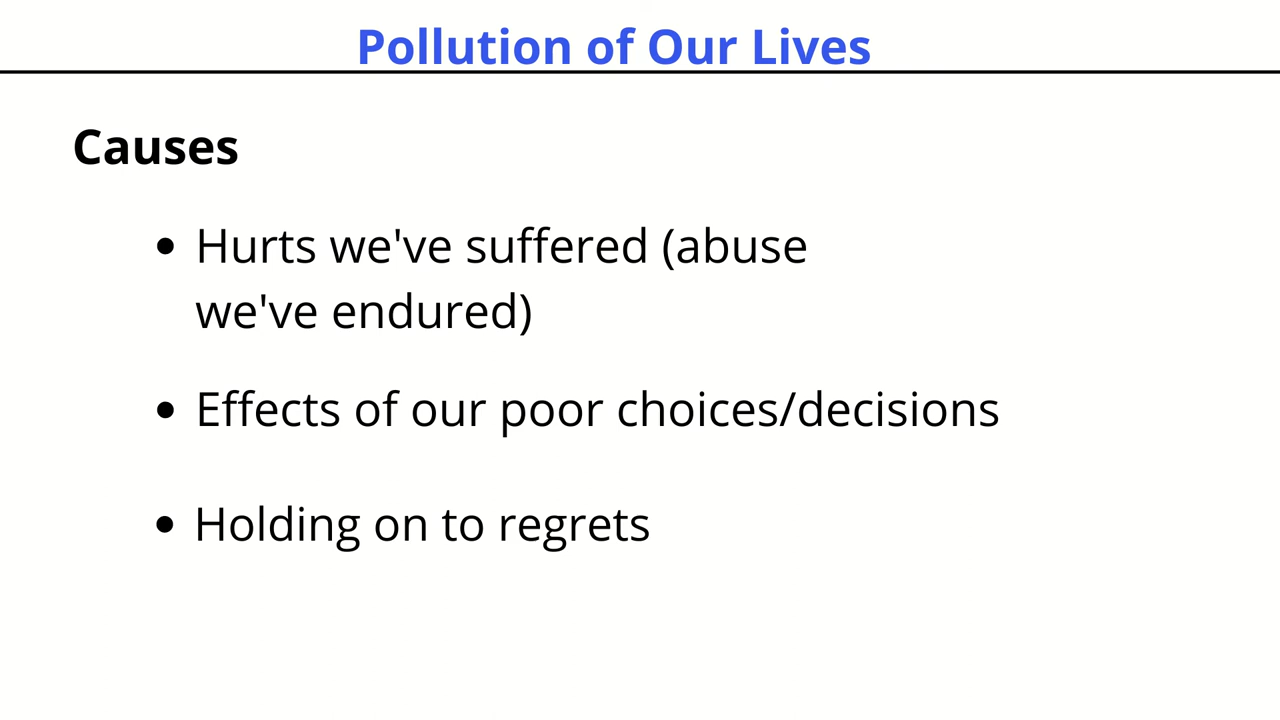 Pollution of Our Lives
Causes
• Hurts we've suffered (abuse
we've endured)
• Effects of our poor choices/decisions
• Holding on to regrets